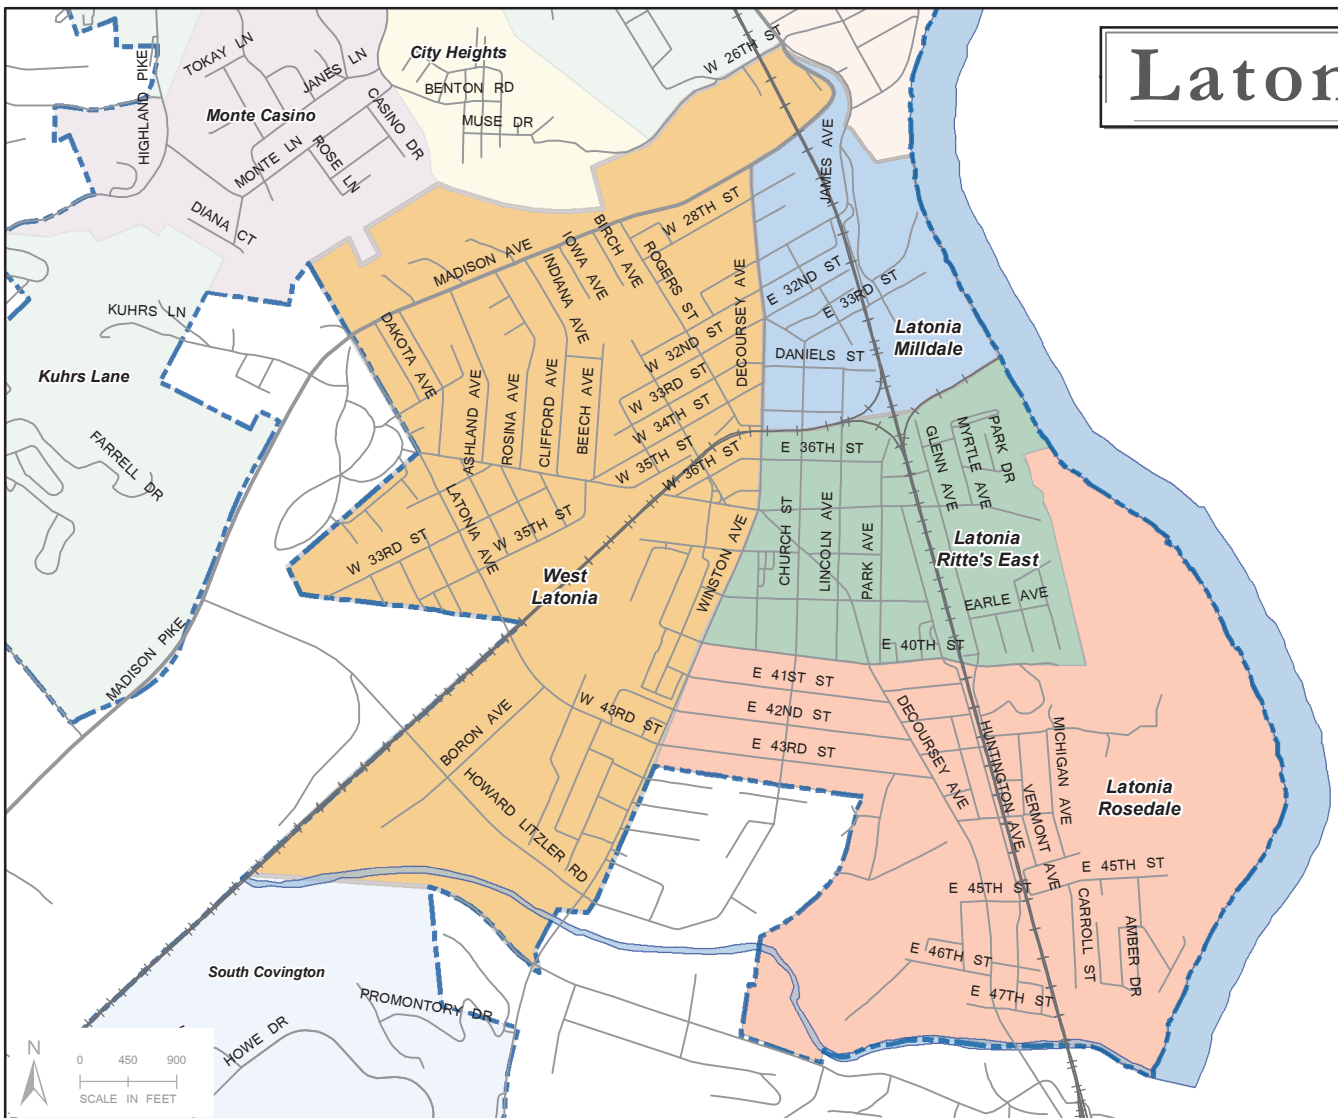 Laton
City Heights
W 26TH ST
TOKAY LN
JANES LN
HIGHLAND PIKE
BENTON RD
CASINO DR
Monte Casino
MUSE DR
MONTE LN
ROSE LN
JAMES AVE
DIANA CT
W 28TH ST
BIRCH AVE
IOWA AVE
MADISON AVE
ROGERS ST
INDIANA AVE
DECOURSEY AVE
E 32ND ST
E 33RD ST
KUHRS LN
DAKOTA AVE
W 32ND ST
Latonia
Milldale
DANIELS ST
Kuhrs Lane
W 33RD ST
ASHLAND AVE
ROSINA AVE
CLIFFORD AVE
BEECH AVE
W 34TH ST
W 35TH ST
W 36TH ST
E 36TH ST
GLENN AVE
MYRTLE AVE
PARK DR
FARRELL DR
LATONIA AVE
W 35TH ST
W 33RD ST
CHURCH ST
LINCOLN AVE
PARK AVE
WINSTON AVE
Latonia
Ritte's East
West
Latonia
EARLE AVE
E 40TH ST
MADISON PIKE
E 41ST ST
E 42ND ST
E 43RD ST
W 43RD ST
BORON AVE
DECOURSEY AVE
HUNTINGTON AVE
MICHIGAN AVE
VERMONT AVE
HOWARD LITZLER RD
Latonia
Rosedale
E 45TH ST
E 45TH ST
CARROLL ST
AMBER DR
E 46TH ST
E 47TH ST
South Covington
PROMONTORY DR
HOWE DR
N
0 450 900
SCALE IN FEET